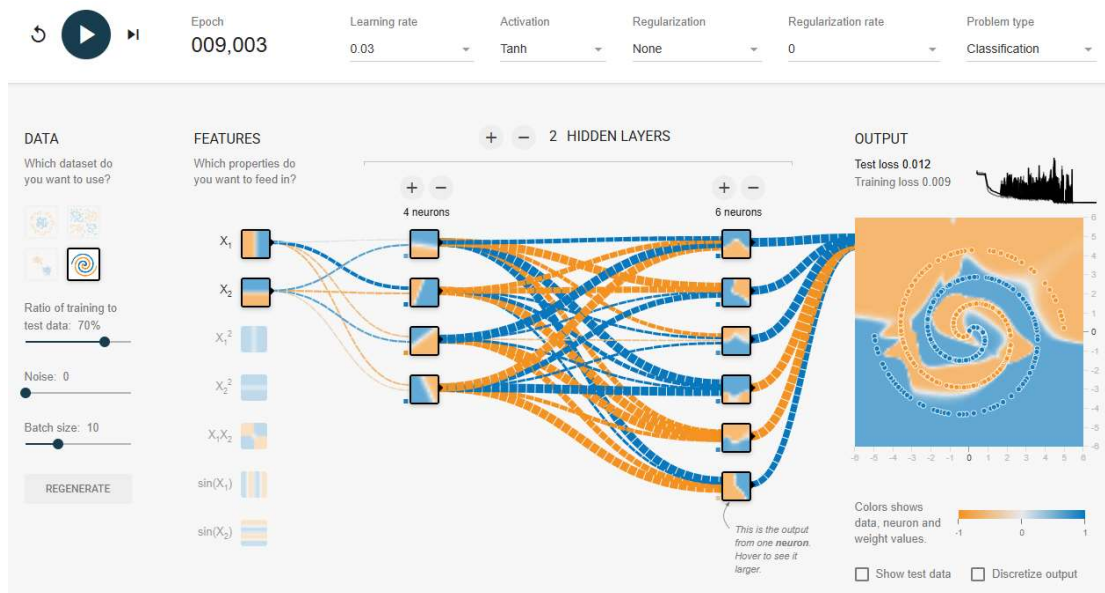 Epoch
009,003
Learning rate
0.03
Activation
Tanh
Regularization
None
Regularization rate
0
Problem type
Classification
DATA
Which dataset do
you want to use?
Ratio of training to
test data: 70%
Noise: 0
Batch size: 10
REGENERATE
FEATURES
Which properties do
you want to feed in?
X₁
X₂
X₁²
X₂²
X₁X₂
sin(X₁)
sin(X₂)
+ − 2 HIDDEN LAYERS
+ −
4 neurons
+ −
6 neurons
This is the output
from one neuron.
Hover to see it
larger.
OUTPUT
Test loss 0.012
Training loss 0.009
6
5
4
3
2
1
0
-1
-2
-3
-4
-5
-6
-6 -5 -4 -3 -2 -1 0 1 2 3 4 5 6
Colors shows
data, neuron and
weight values.
-1 0 1
Show test data
Discretize output